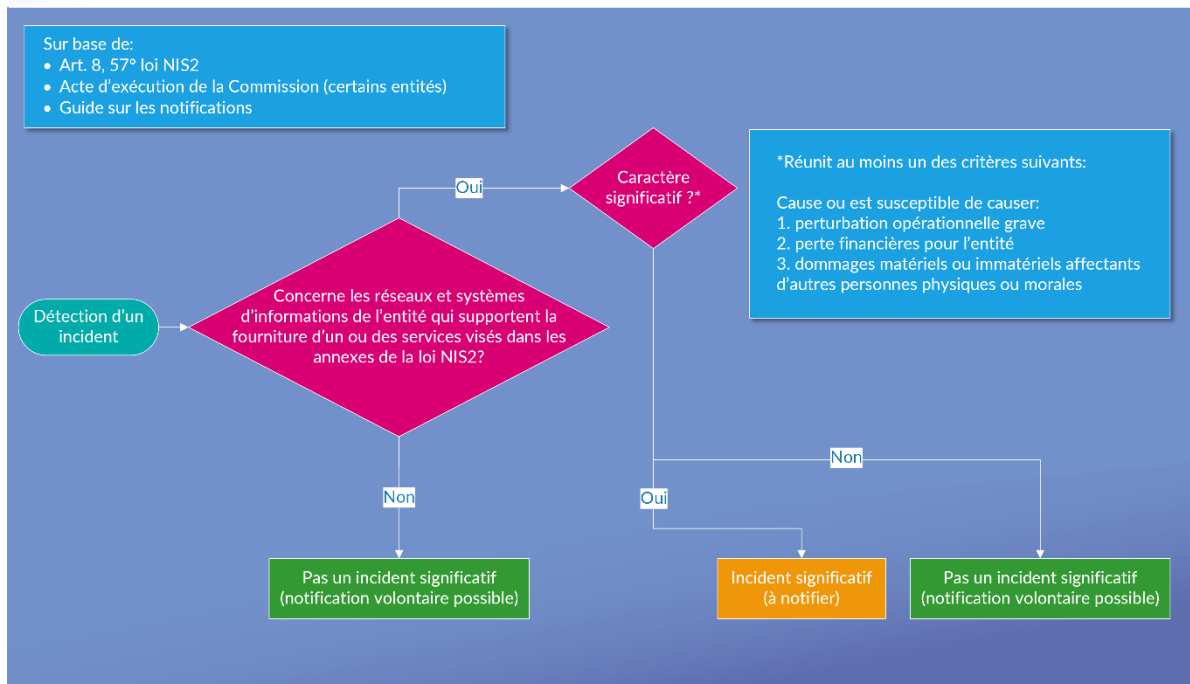 Sur base de:
• Art. 8, 57° loi NIS2
• Acte d’exécution de la Commission (certains entités)
• Guide sur les notifications
Oui
Caractère
significatif ?*
*Réunit au moins un des critères suivants:
Cause ou est susceptible de causer:
1. perturbation opérationnelle grave
2. perte financières pour l’entité
3. dommages matériels ou immatériels affectants
d’autres personnes physiques ou morales
Détection d’un
incident
Concerne les réseaux et systèmes
d’informations de l’entité qui supportent la
fourniture d’un ou des services visés dans les
annexes de la loi NIS2?
Non
Non
Oui
Pas un incident significatif
(notification volontaire possible)
Incident significatif
(à notifier)
Pas un incident significatif
(notification volontaire possible)